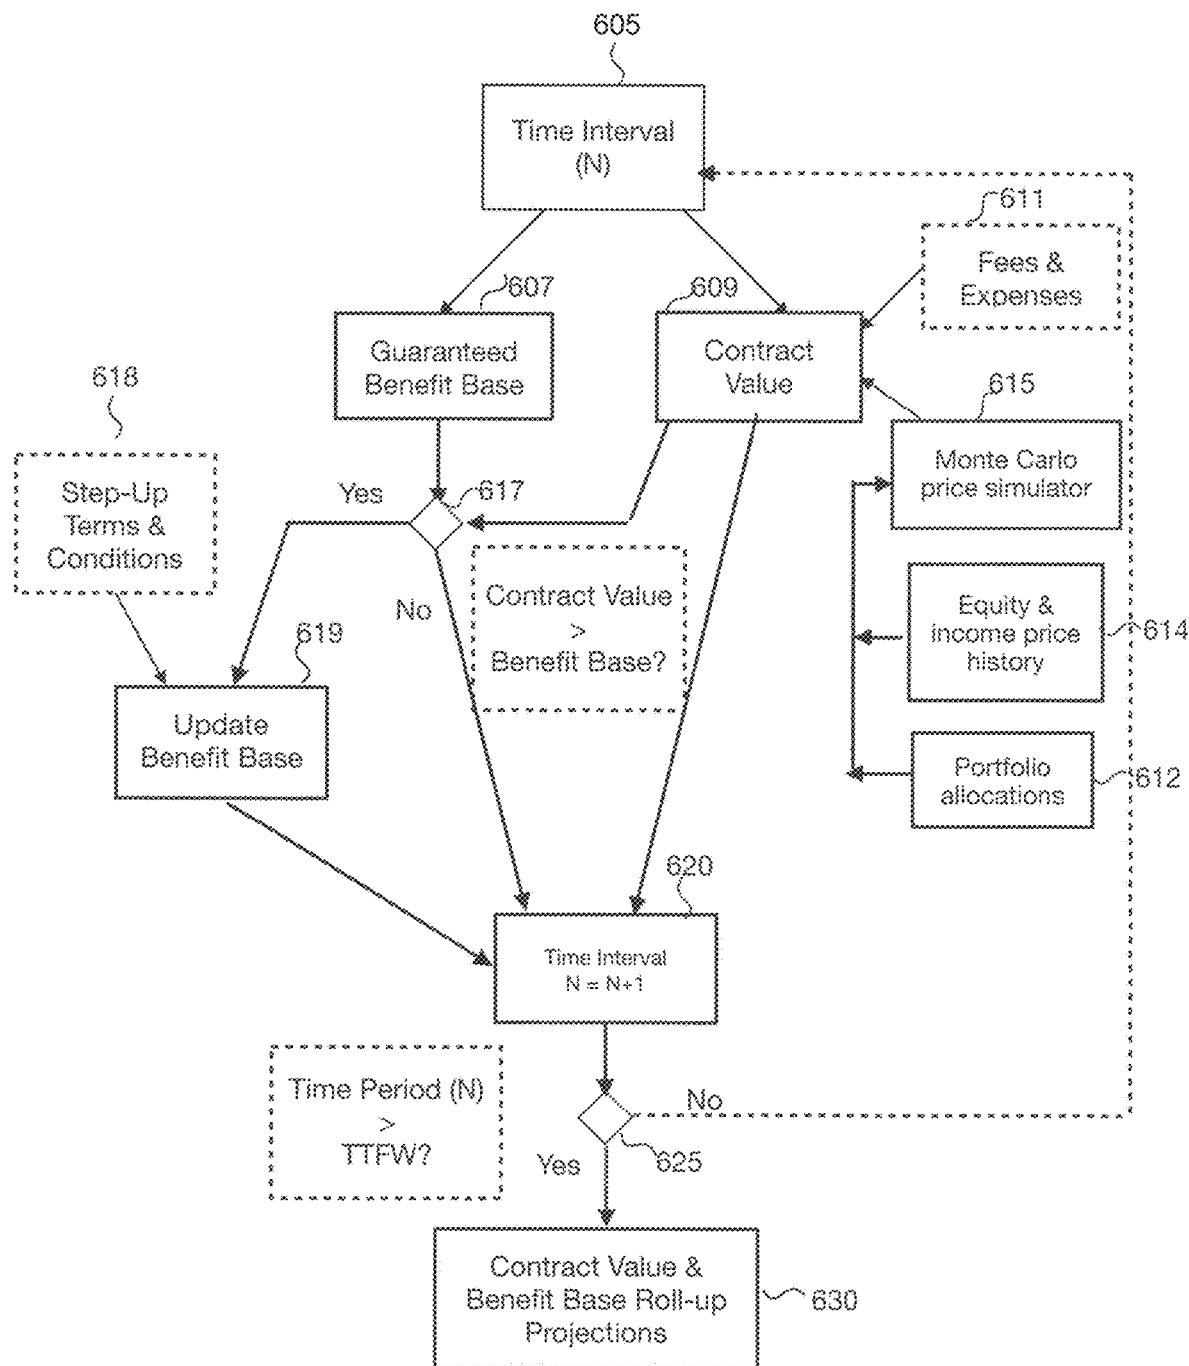 605
Time Interval
(N)
611
Fees &
Expenses
607
609
Guaranteed
Benefit Base
Contract
Value
618
615
Step-Up
Terms &
Conditions
Monte Carlo
price simulator
Yes
617
No
Contract Value
>
Benefit Base?
Equity &
income price
history
614
619
Update
Benefit Base
Portfolio
allocations
612
620
Time Interval
N = N+1
Time Period (N)
>
TTFW?
No
Yes
625
Contract Value &
Benefit Base Roll-up
Projections
630